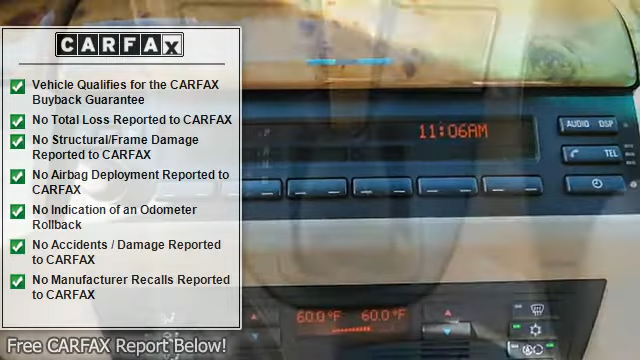 CARFAX
Vehicle Qualifies for the CARFAX
Buyback Guarantee
No Total Loss Reported to CARFAX
No Structural/Frame Damage
Reported to CARFAX
No Airbag Deployment Reported to
CARFAX
No Indication of an Odometer
Rollback
No Accidents / Damage Reported
to CARFAX
No Manufacturer Recalls Reported
to CARFAX
Free CARFAX Report Below!
11:06AM
AUDIO DSP
TEL
60.0°F 60.0°F